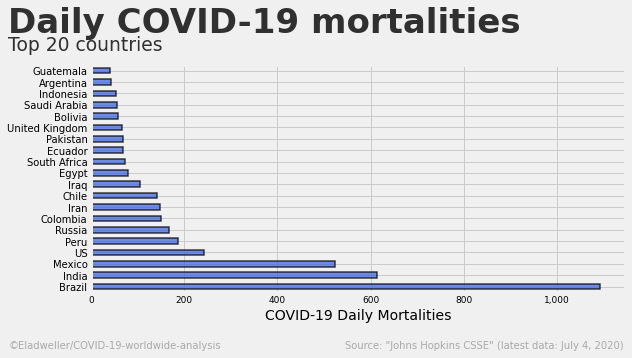 Daily COVID-19 mortalities
Top 20 countries
Guatemala
Argentina
Indonesia
Saudi Arabia
Bolivia
United Kingdom
Pakistan
Ecuador
South Africa
Egypt
Iraq
Chile
Iran
Colombia
Russia
Peru
US
Mexico
India
Brazil
0 200 400 600 800 1,000
COVID-19 Daily Mortalities
©Eladweller/COVID-19-worldwide-analysis Source: "Johns Hopkins CSSE" (latest data: July 4, 2020)